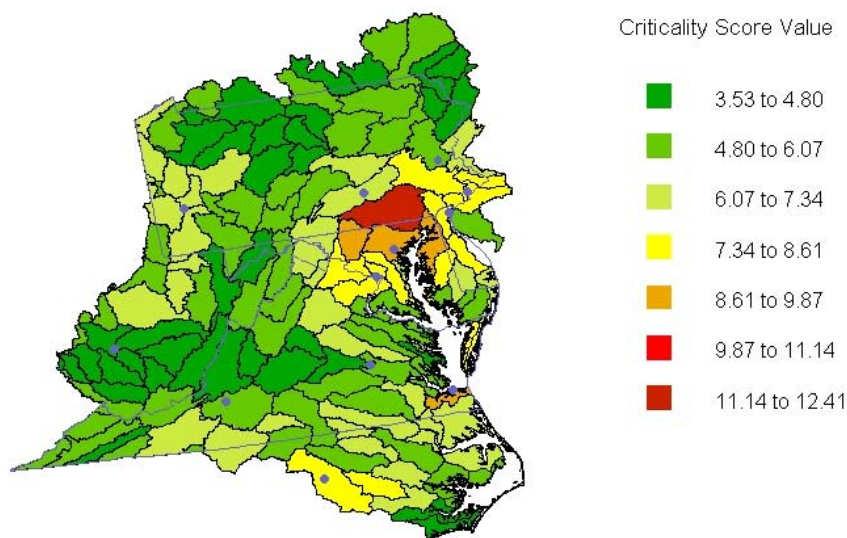 Criticality Score Value
3.53 to 4.80
4.80 to 6.07
6.07 to 7.34
7.34 to 8.61
8.61 to 9.87
9.87 to 11.14
11.14 to 12.41